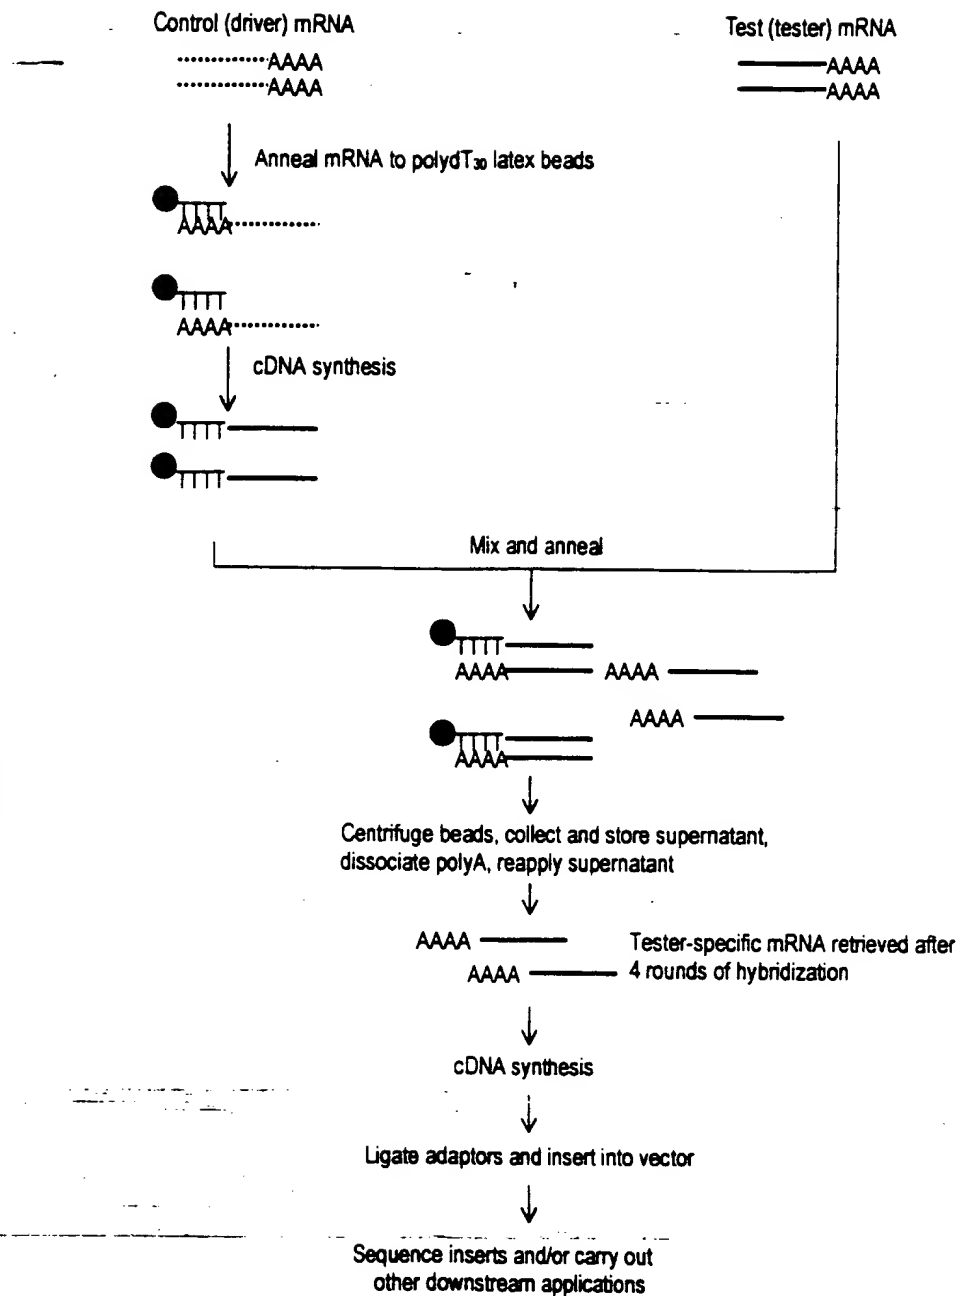 Control (driver) mRNA
Test (tester) mRNA
AAAA
AAAA
AAAA
AAAA
Anneal mRNA to polydT₃₀ latex beads
TTTT
AAAA
TTTT
AAAA
cDNA synthesis
TTTT
TTTT
Mix and anneal
TTTT
AAAA
AAAA
AAAA
TTTT
AAAA
Centrifuge beads, collect and store supernatant,
dissociate polyA, reapply supernatant
AAAA
AAAA
Tester-specific mRNA retrieved after
4 rounds of hybridization
cDNA synthesis
Ligate adaptors and insert into vector
Sequence inserts and/or carry out
other downstream applications